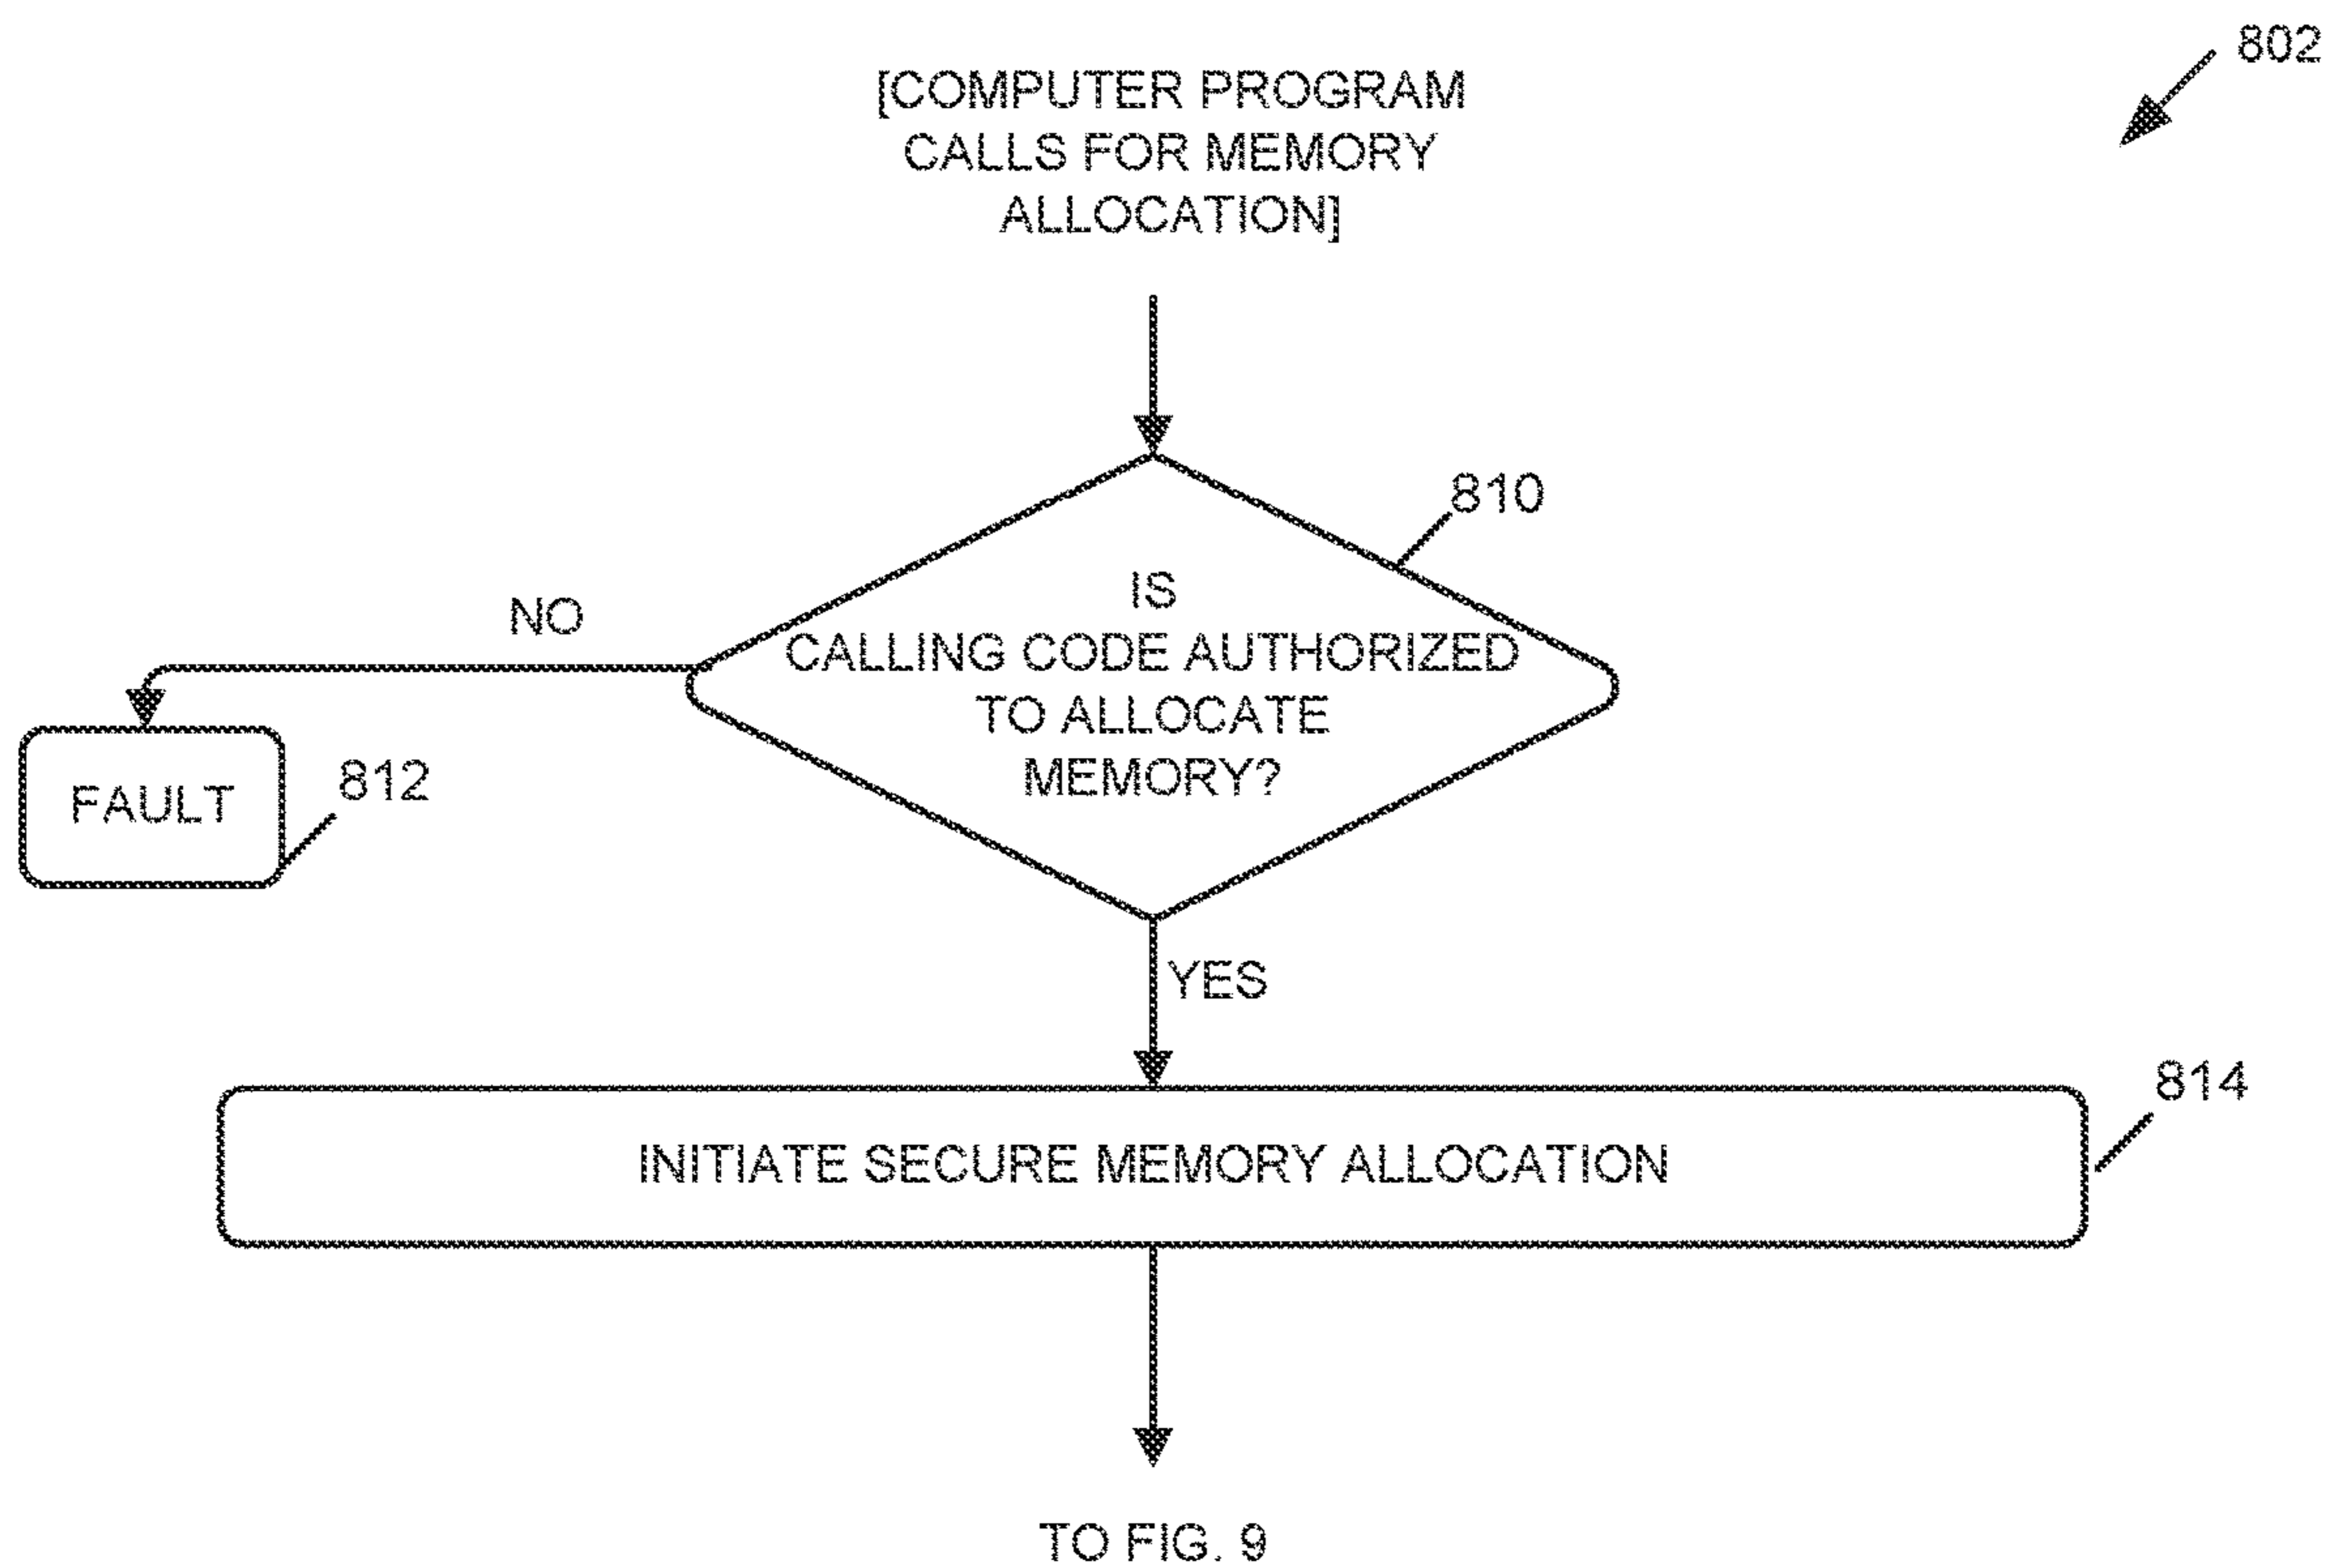 802
[COMPUTER PROGRAM
CALLS FOR MEMORY
ALLOCATION]
810
IS
CALLING CODE AUTHORIZED
TO ALLOCATE
MEMORY?
NO
FAULT
812
YES
814
INITIATE SECURE MEMORY ALLOCATION
TO FIG. 9